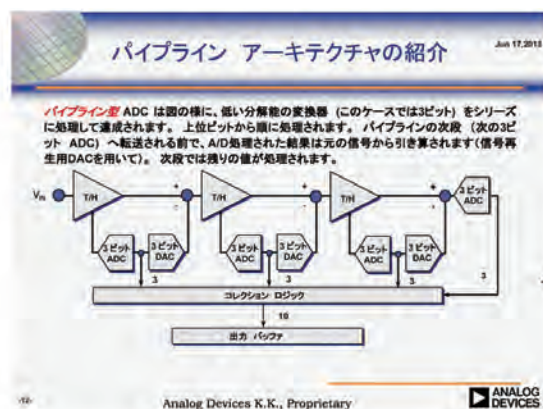 パイプライン アーキテクチャの紹介
Jun 17,2013
パイプライン型 ADC は図の様に、低い分解能の変換器 (このケースでは3ビット) をシリーズ
に処理して達成されます。 上位ビットから順に処理されます。 パイプラインの次段 (次の3ビ
ット ADC) へ転送される前で、A/D処理された結果は元の信号から引き算されます(信号再
生用DACを用いて)。 次段では残りの値が処理されます。
Vin T/H + - T/H + - T/H + - 3 ビット ADC
3 ビット ADC 3 ビット DAC 3 ビット ADC 3 ビット DAC 3 ビット ADC 3 ビット DAC
3 3 3 3
コレクション ロジック
10
出力 バッファ
-12-
Analog Devices K.K., Proprietary
ANALOG
DEVICES